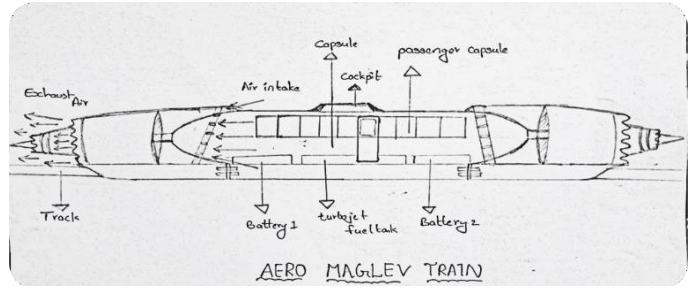 Capsule
passenger capsule
Cockpit
Air intake
Exhaust
Air
Track
Battery 1
turbojet
fueltak
Battery 2
AERO MAGLEV TRAIN